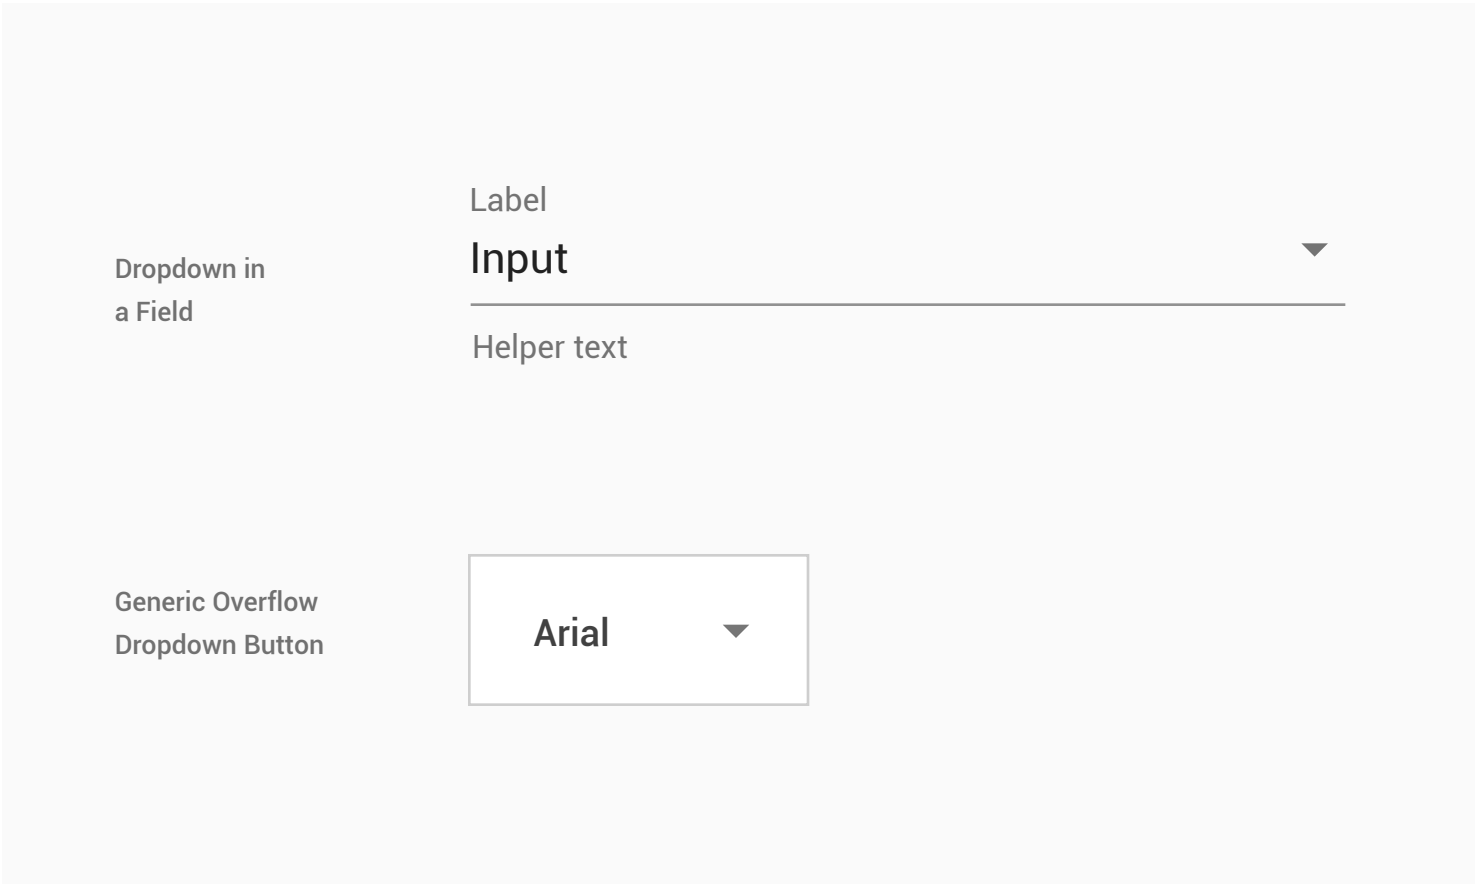 Dropdown in
a Field
Label
Input
Helper text
Generic Overflow
Dropdown Button
Arial